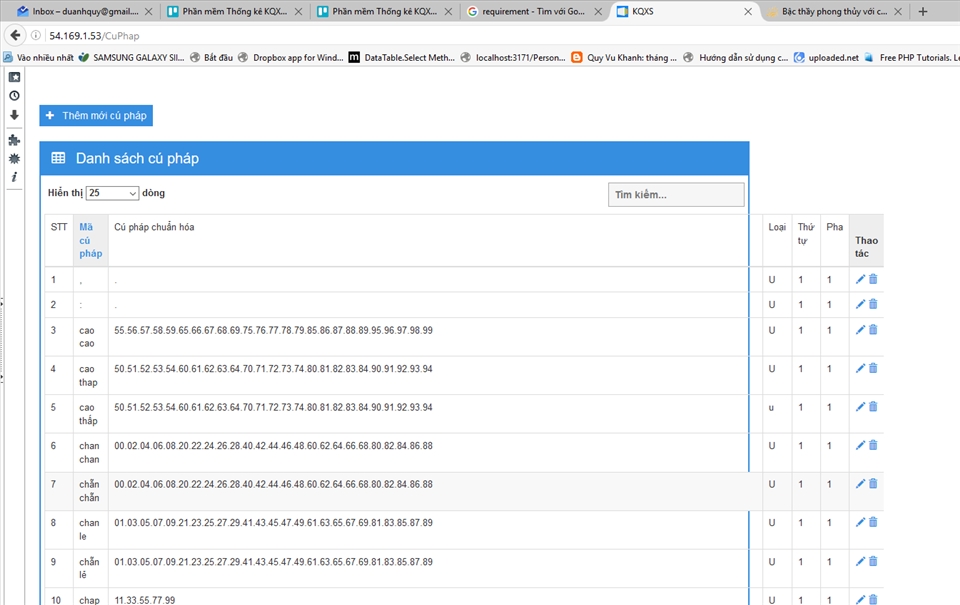 Inbox – duanhquy@gmail.... Phần mềm Thống kê KQX... Phần mềm Thống kê KQX... requirement - Tìm với Go... KQXS Bậc thầy phong thủy với c...
54.169.1.53/CuPhap
Vào nhiều nhất SAMSUNG GALAXY SII... Bắt đầu Dropbox app for Wind... DataTable.Select Meth... localhost:3171/Person... Quy Vu Khanh: tháng ... Hướng dẫn sử dụng c... uploaded.net Free PHP Tutorials. Le
Thêm mới cú pháp
Danh sách cú pháp
Hiển thị 25 dòng Tìm kiếm...
STT Mã cú pháp Cú pháp chuẩn hóa Loại Thứ tự Pha Thao tác
1 , . U 1 1
2 : . U 1 1
3 cao cao 55.56.57.58.59.65.66.67.68.69.75.76.77.78.79.85.86.87.88.89.95.96.97.98.99 U 1 1
4 cao thap 50.51.52.53.54.60.61.62.63.64.70.71.72.73.74.80.81.82.83.84.90.91.92.93.94 U 1 1
5 cao thấp 50.51.52.53.54.60.61.62.63.64.70.71.72.73.74.80.81.82.83.84.90.91.92.93.94 u 1 1
6 chan chan 00.02.04.06.08.20.22.24.26.28.40.42.44.46.48.60.62.64.66.68.80.82.84.86.88 U 1 1
7 chẵn chẵn 00.02.04.06.08.20.22.24.26.28.40.42.44.46.48.60.62.64.66.68.80.82.84.86.88 U 1 1
8 chan le 01.03.05.07.09.21.23.25.27.29.41.43.45.47.49.61.63.65.67.69.81.83.85.87.89 U 1 1
9 chẵn lẻ 01.03.05.07.09.21.23.25.27.29.41.43.45.47.49.61.63.65.67.69.81.83.85.87.89 U 1 1
10 chap 11.33.55.77.99 U 1 1